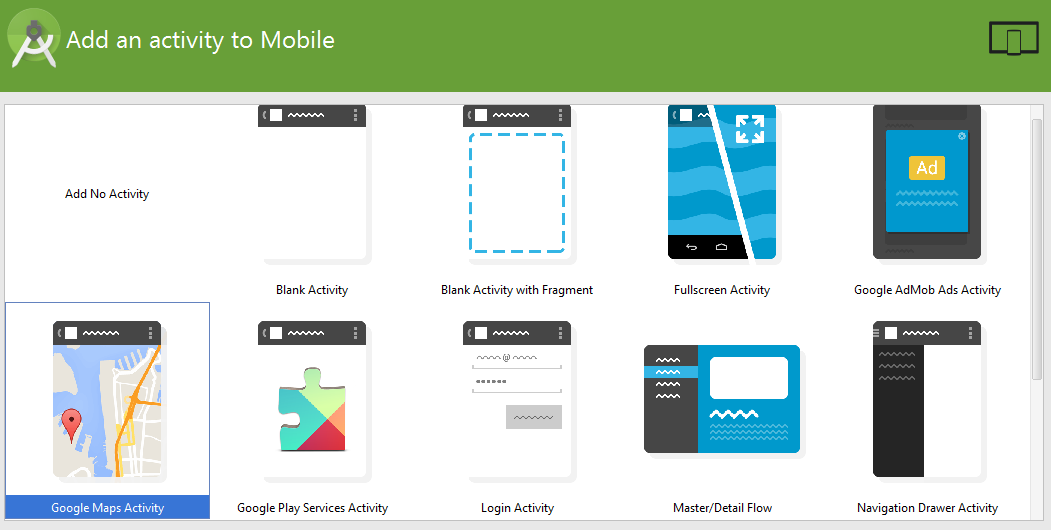 Add an activity to Mobile
Add No Activity
Ad
Blank Activity
Blank Activity with Fragment
Fullscreen Activity
Google AdMob Ads Activity
@
Google Maps Activity
Google Play Services Activity
Login Activity
Master/Detail Flow
Navigation Drawer Activity